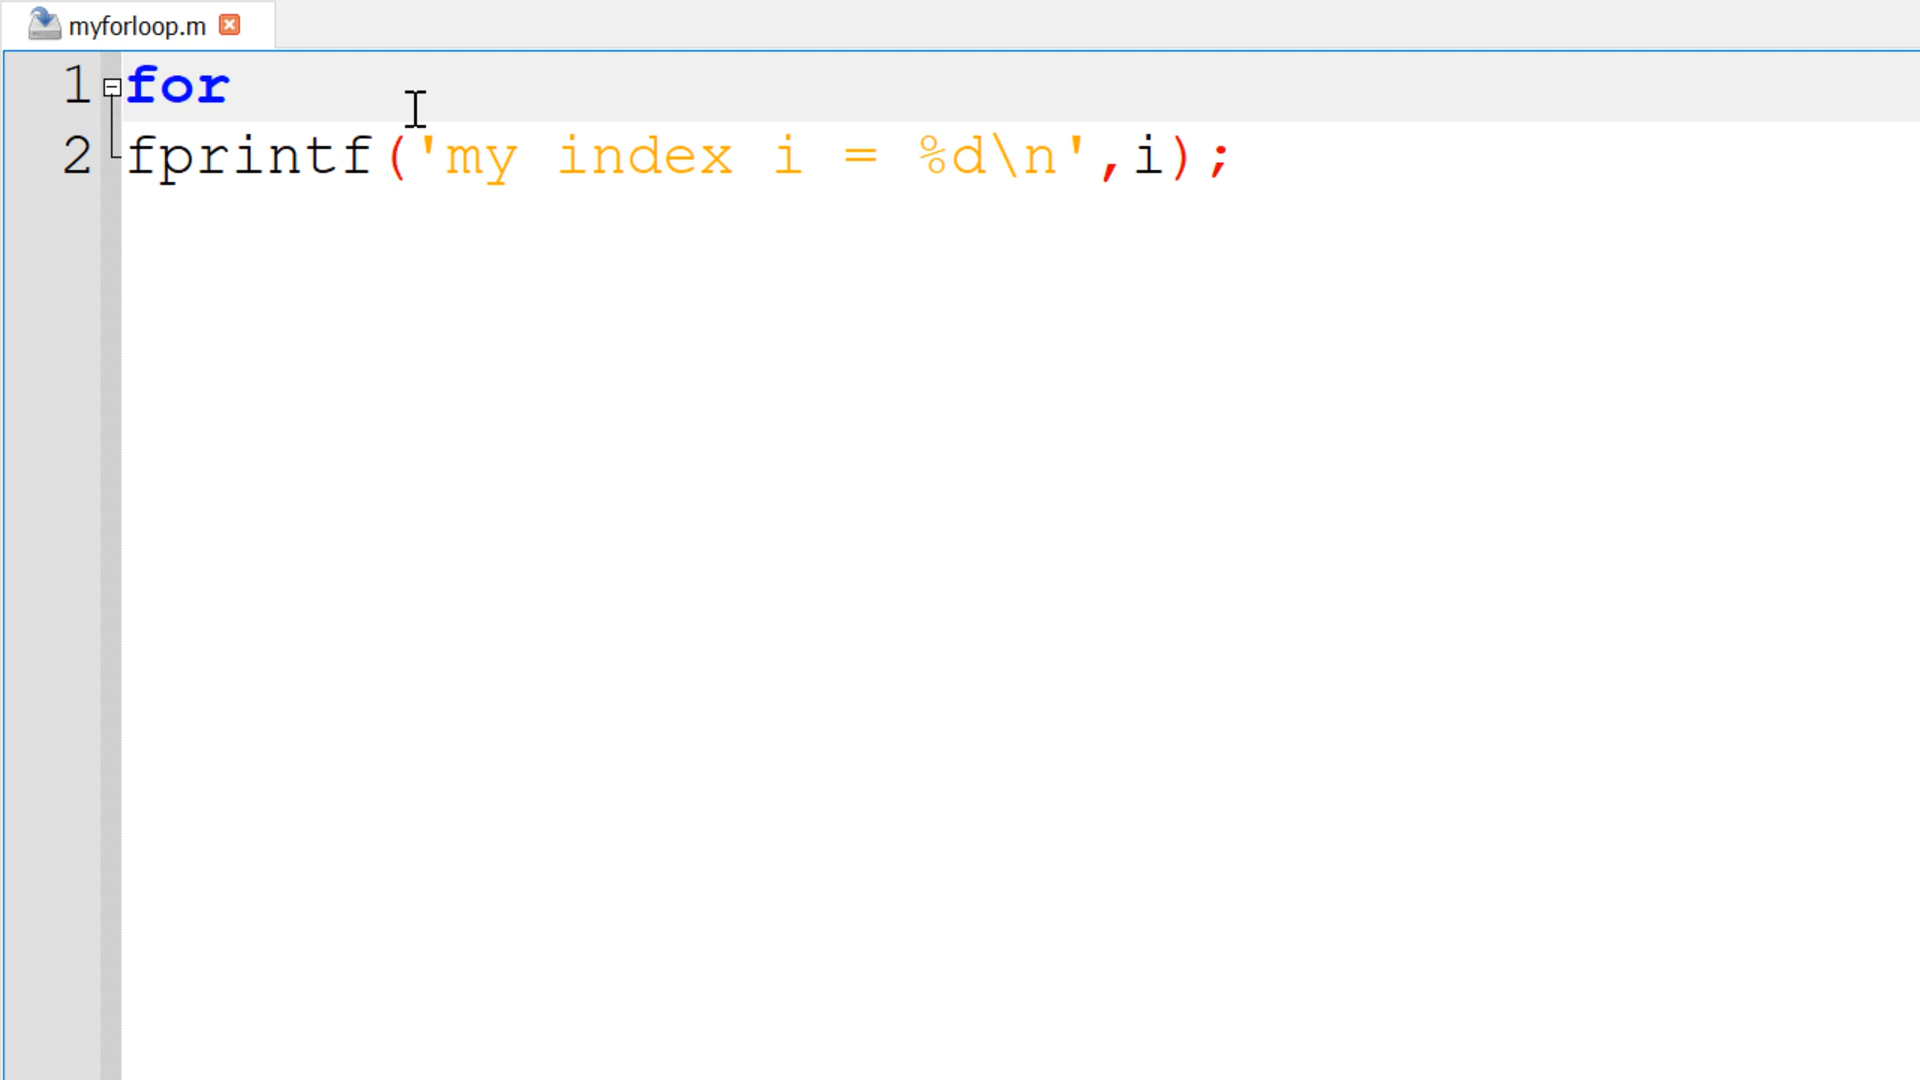 myforloop.m
1 for
2 fprintf('my index i = %d\n',i);